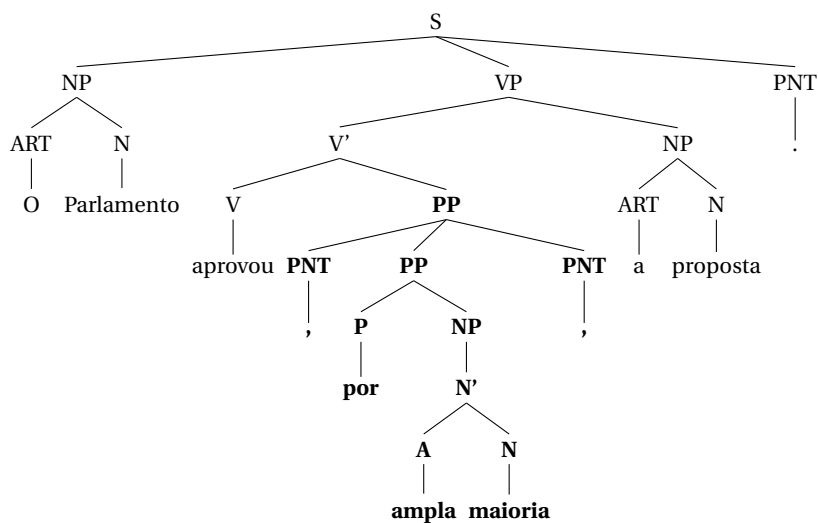 S
NP VP PNT
ART N V' NP .
O Parlamento V PP ART N
aprovou PNT PP PNT a proposta
, P NP ,
por N'
A N
ampla maioria